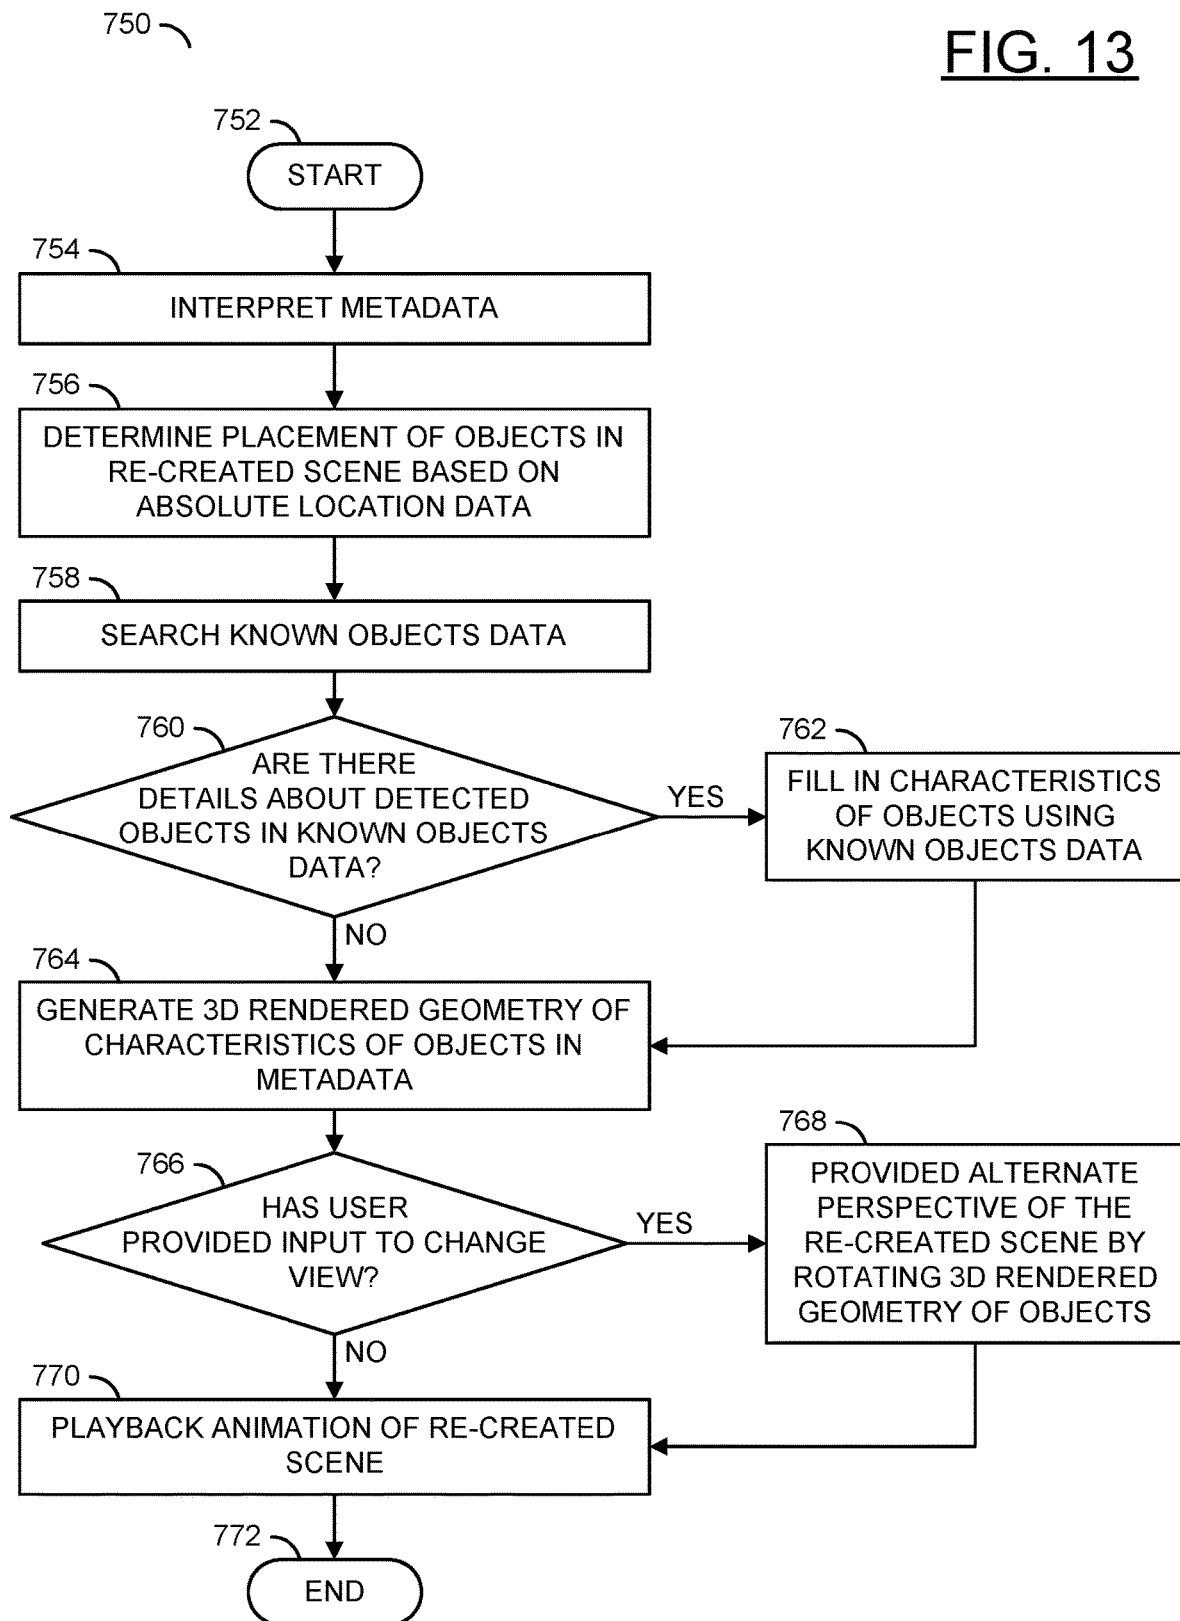 750
FIG. 13
752
START
754
INTERPRET METADATA
756
DETERMINE PLACEMENT OF OBJECTS IN
RE-CREATED SCENE BASED ON
ABSOLUTE LOCATION DATA
758
SEARCH KNOWN OBJECTS DATA
760
ARE THERE
DETAILS ABOUT DETECTED
OBJECTS IN KNOWN OBJECTS
DATA?
YES
762
FILL IN CHARACTERISTICS
OF OBJECTS USING
KNOWN OBJECTS DATA
NO
764
GENERATE 3D RENDERED GEOMETRY OF
CHARACTERISTICS OF OBJECTS IN
METADATA
766
HAS USER
PROVIDED INPUT TO CHANGE
VIEW?
YES
768
PROVIDED ALTERNATE
PERSPECTIVE OF THE
RE-CREATED SCENE BY
ROTATING 3D RENDERED
GEOMETRY OF OBJECTS
NO
770
PLAYBACK ANIMATION OF RE-CREATED
SCENE
772
END